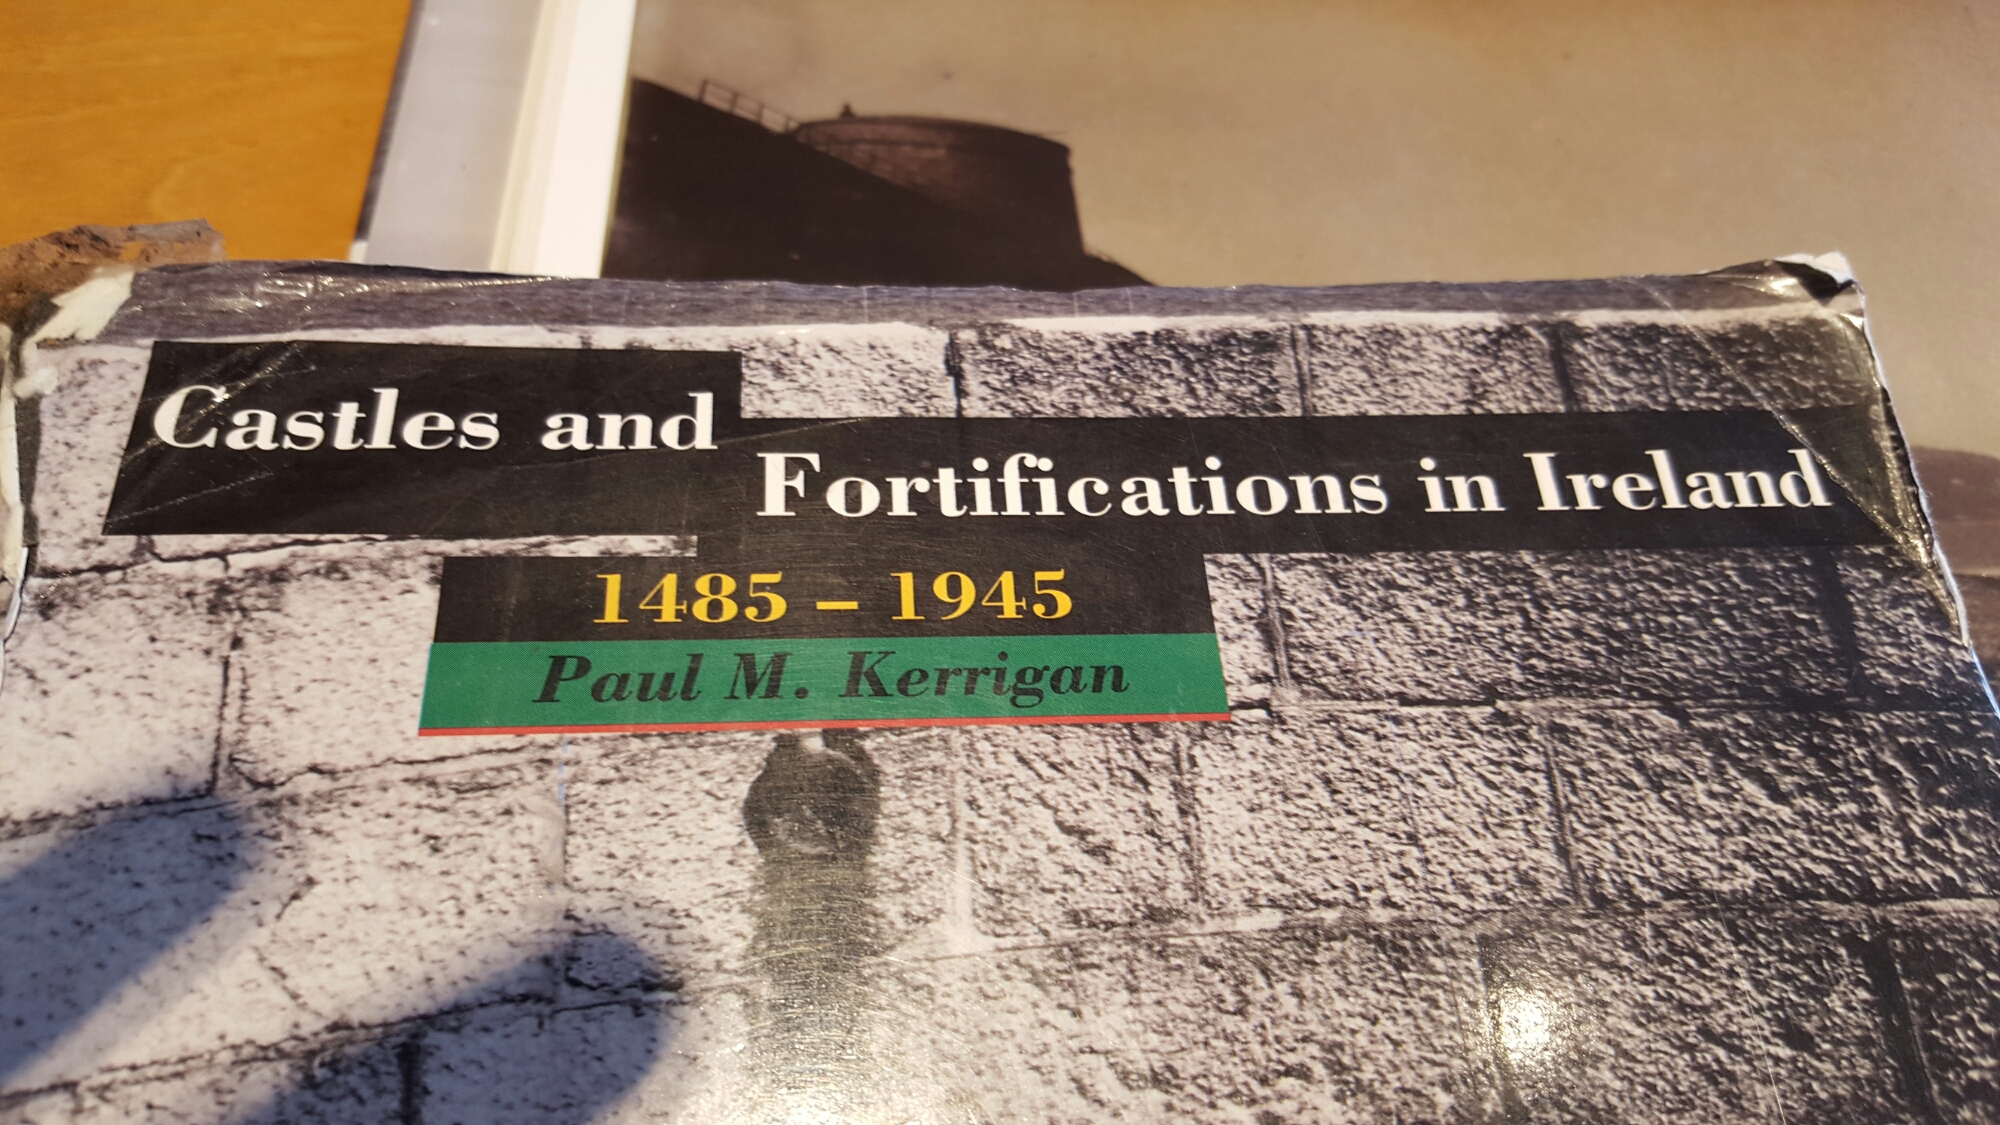 Castles and
Fortifications in Ireland
1485 – 1945
Paul M. Kerrigan